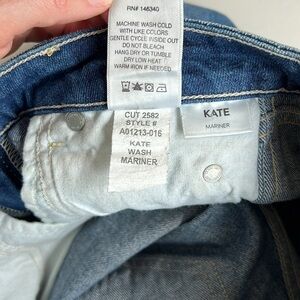 RN# 146340
MACHINE WASH COLD
WITH LIKE COLORS
GENTLE CYCLE INSIDE OUT
DO NOT BLEACH
HANG DRY OR TUMBLE
DRY LOW HEAT
WARM IRON IF NEEDED
CUT 2582
STYLE #
A01213-016
KATE
WASH
MARINER
KATE
MARINER